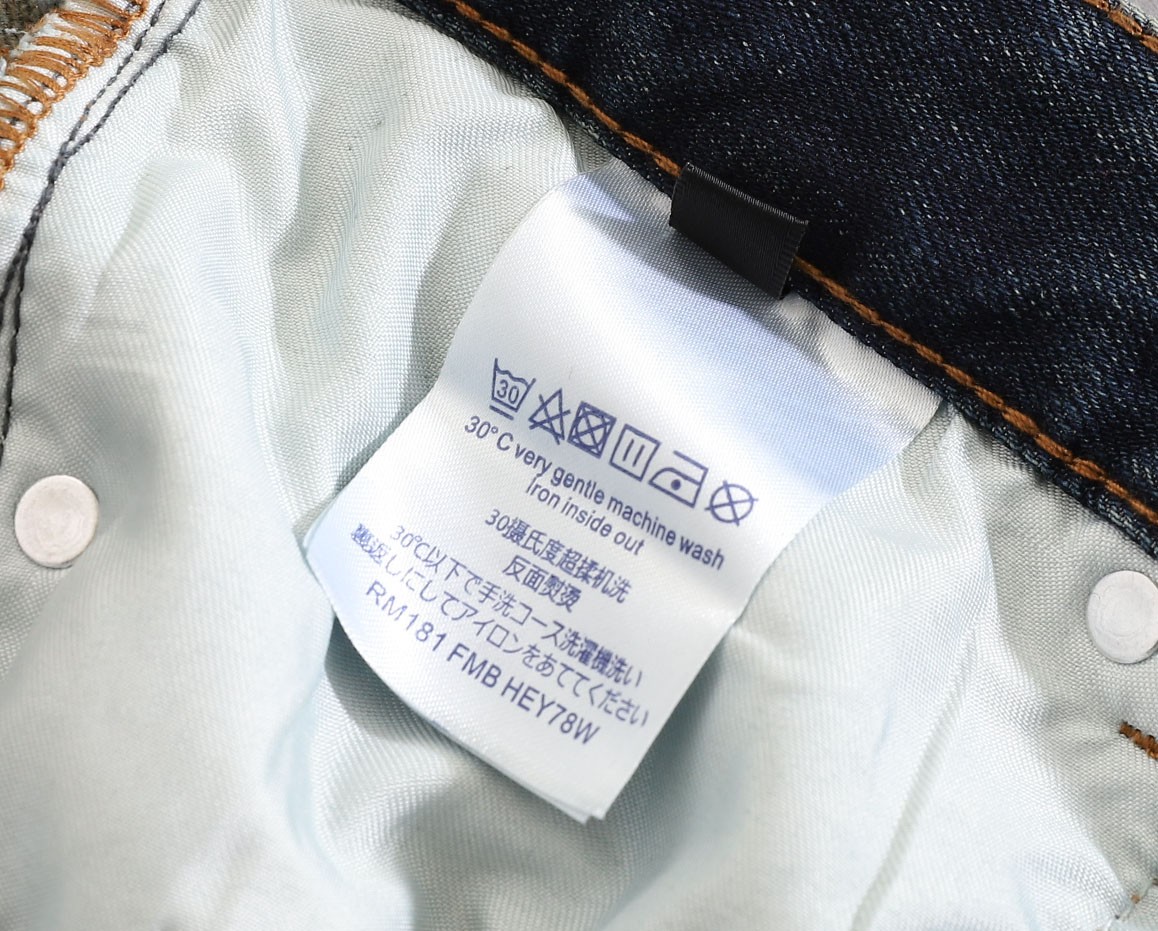 30
30°C very gentle machine wash
Iron inside out
30摄氏度超揉机洗
反面熨烫
30℃以下で手洗コース洗濯機洗い
裏返しにしてアイロンをあててください
RM181 FMB HEY78W